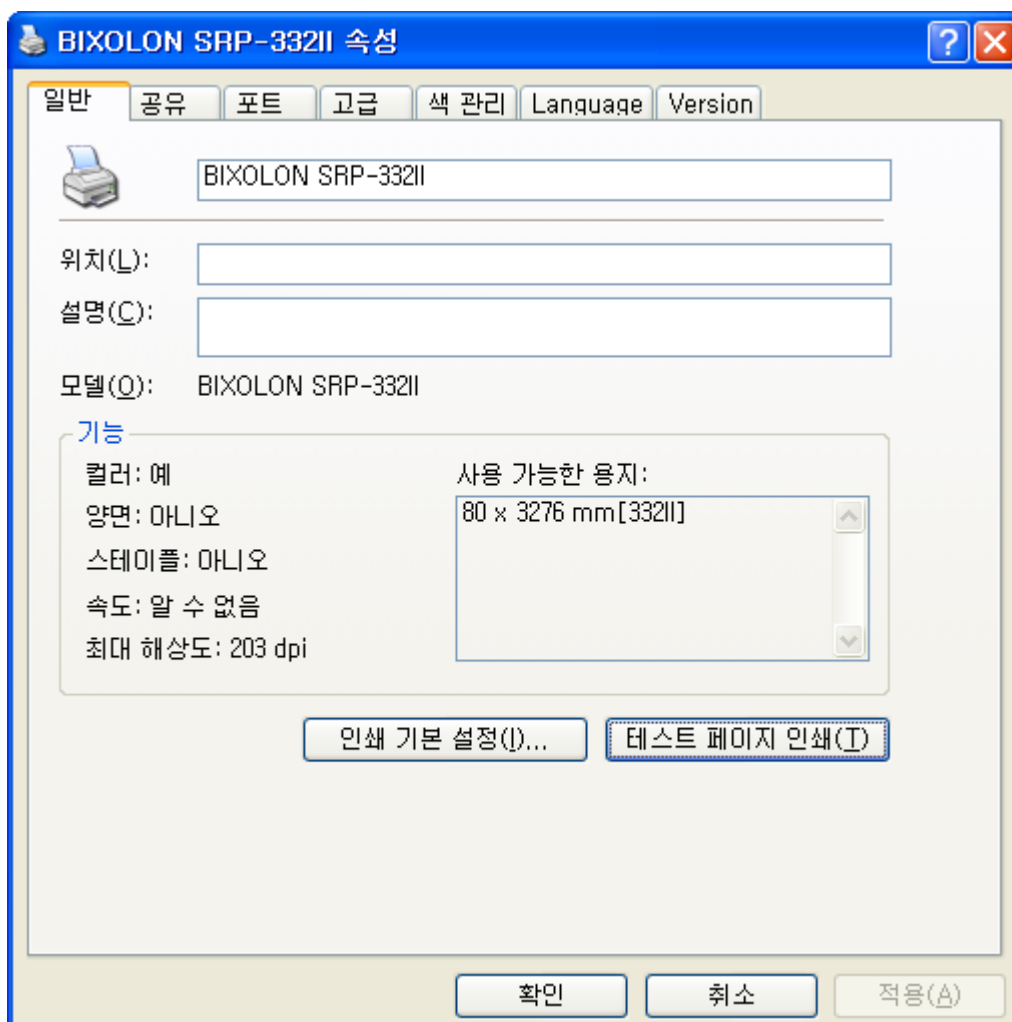 BIXOLON SRP-332II 속성
일반 공유 포트 고급 색 관리 Language Version
BIXOLON SRP-332II
위치(L):
설명(C):
모델(O): BIXOLON SRP-332II
기능
컬러: 예 사용 가능한 용지:
양면: 아니오 80 x 3276 mm[332II]
스테이플: 아니오
속도: 알 수 없음
최대 해상도: 203 dpi
인쇄 기본 설정(I)... 테스트 페이지 인쇄(T)
확인 취소 적용(A)